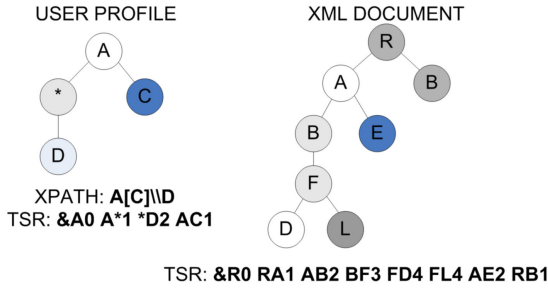 USER PROFILE
A
*
C
D
XPATH: A[C]\\D
TSR: &A0 A*1 *D2 AC1
XML DOCUMENT
R
A
B
B
E
F
D
L
TSR: &R0 RA1 AB2 BF3 FD4 FL4 AE2 RB1